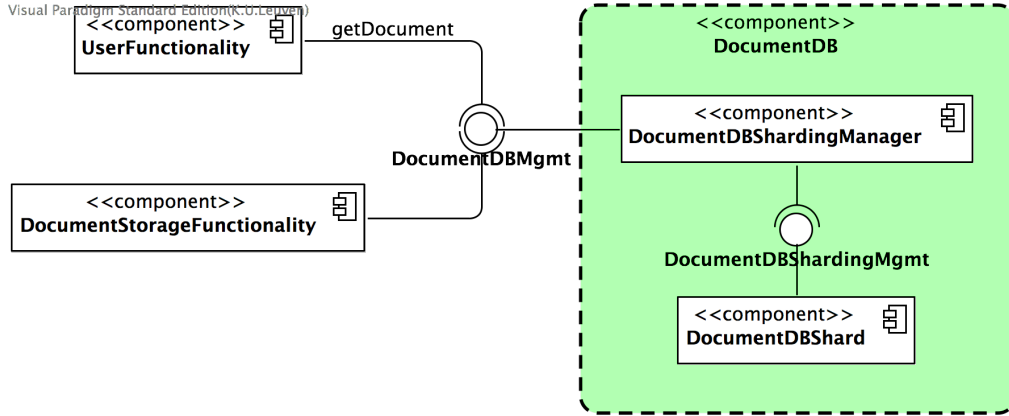 Visual Paradigm Standard Edition(K.U.Leuven)
<<component>>
UserFunctionality
getDocument
<<component>>
DocumentDB
<<component>>
DocumentDBShardingManager
DocumentDBMgmt
<<component>>
DocumentStorageFunctionality
DocumentDBShardingMgmt
<<component>>
DocumentDBShard